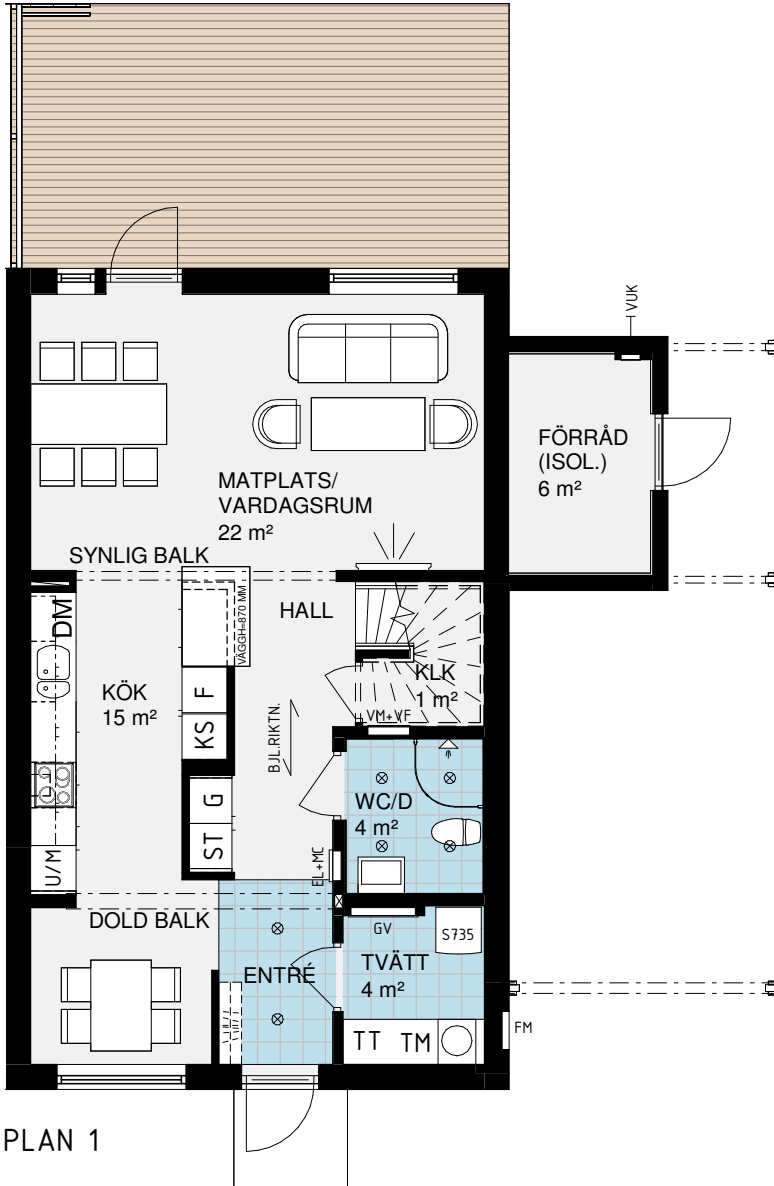 VUK
FÖRRÅD
(ISOL.)
6 m²
MATPLATS/
VARDAGSRUM
22 m²
SYNLIG BALK
DM
VÄGGH=870 MM
HALL
KLK
1 m²
KÖK
15 m²
F
KS
BJL.RIKTN.
VM+VF
WC/D
4 m²
G
ST
U/M
EL+MC
DOLD BALK
GV
S735
ENTRÉ
TVÄTT
4 m²
TT TM
FM
PLAN 1